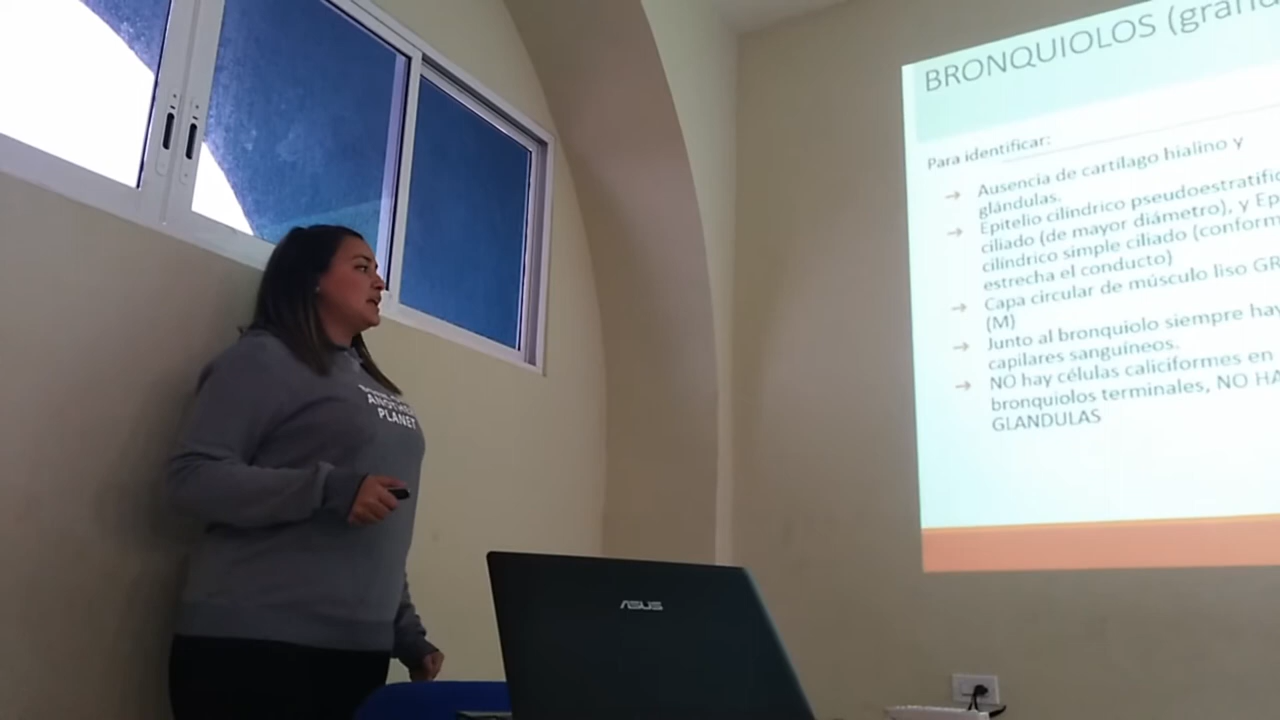 BRONQUIOLOS (grand
Para identificar:
Ausencia de cartílago hialino y
glándulas.
Epitelio cilíndrico pseudoestratific
ciliado (de mayor diámetro), y Ep
cilíndrico simple ciliado (conform
estrecha el conducto)
Capa circular de músculo liso GR
(M)
Junto al bronquiolo siempre hay
capilares sanguíneos.
NO hay células caliciformes en
bronquiolos terminales, NO HA
GLANDULAS
ANOTHER
PLANET
ASUS